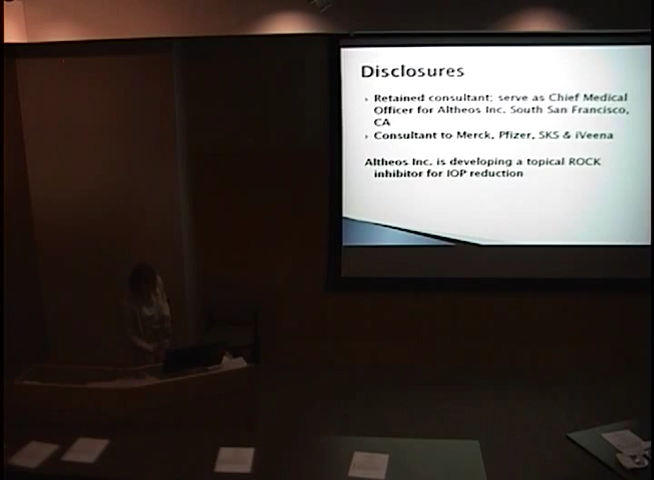 Disclosures
Retained consultant; serve as Chief Medical
Officer for Altheos Inc. South San Francisco,
CA
Consultant to Merck, Pfizer, SKS & iVeena
Altheos Inc. is developing a topical ROCK
inhibitor for IOP reduction